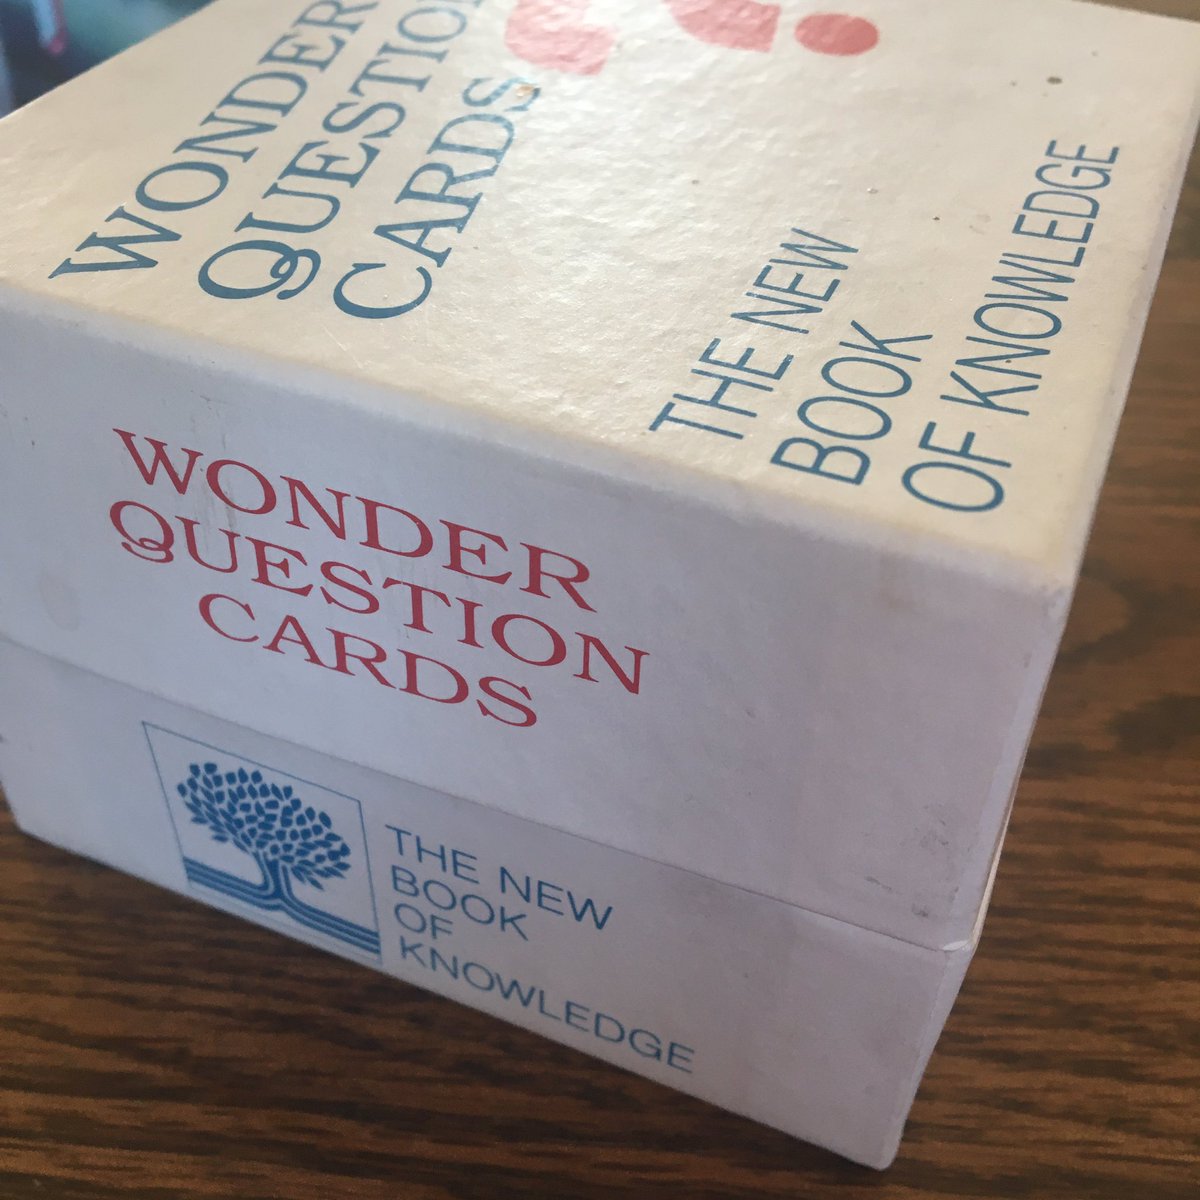 WONDER
QUESTION
CARDS
THE NEW
BOOK
OF KNOWLEDGE
WONDER
QUESTION
CARDS
THE NEW
BOOK
OF
KNOWLEDGE